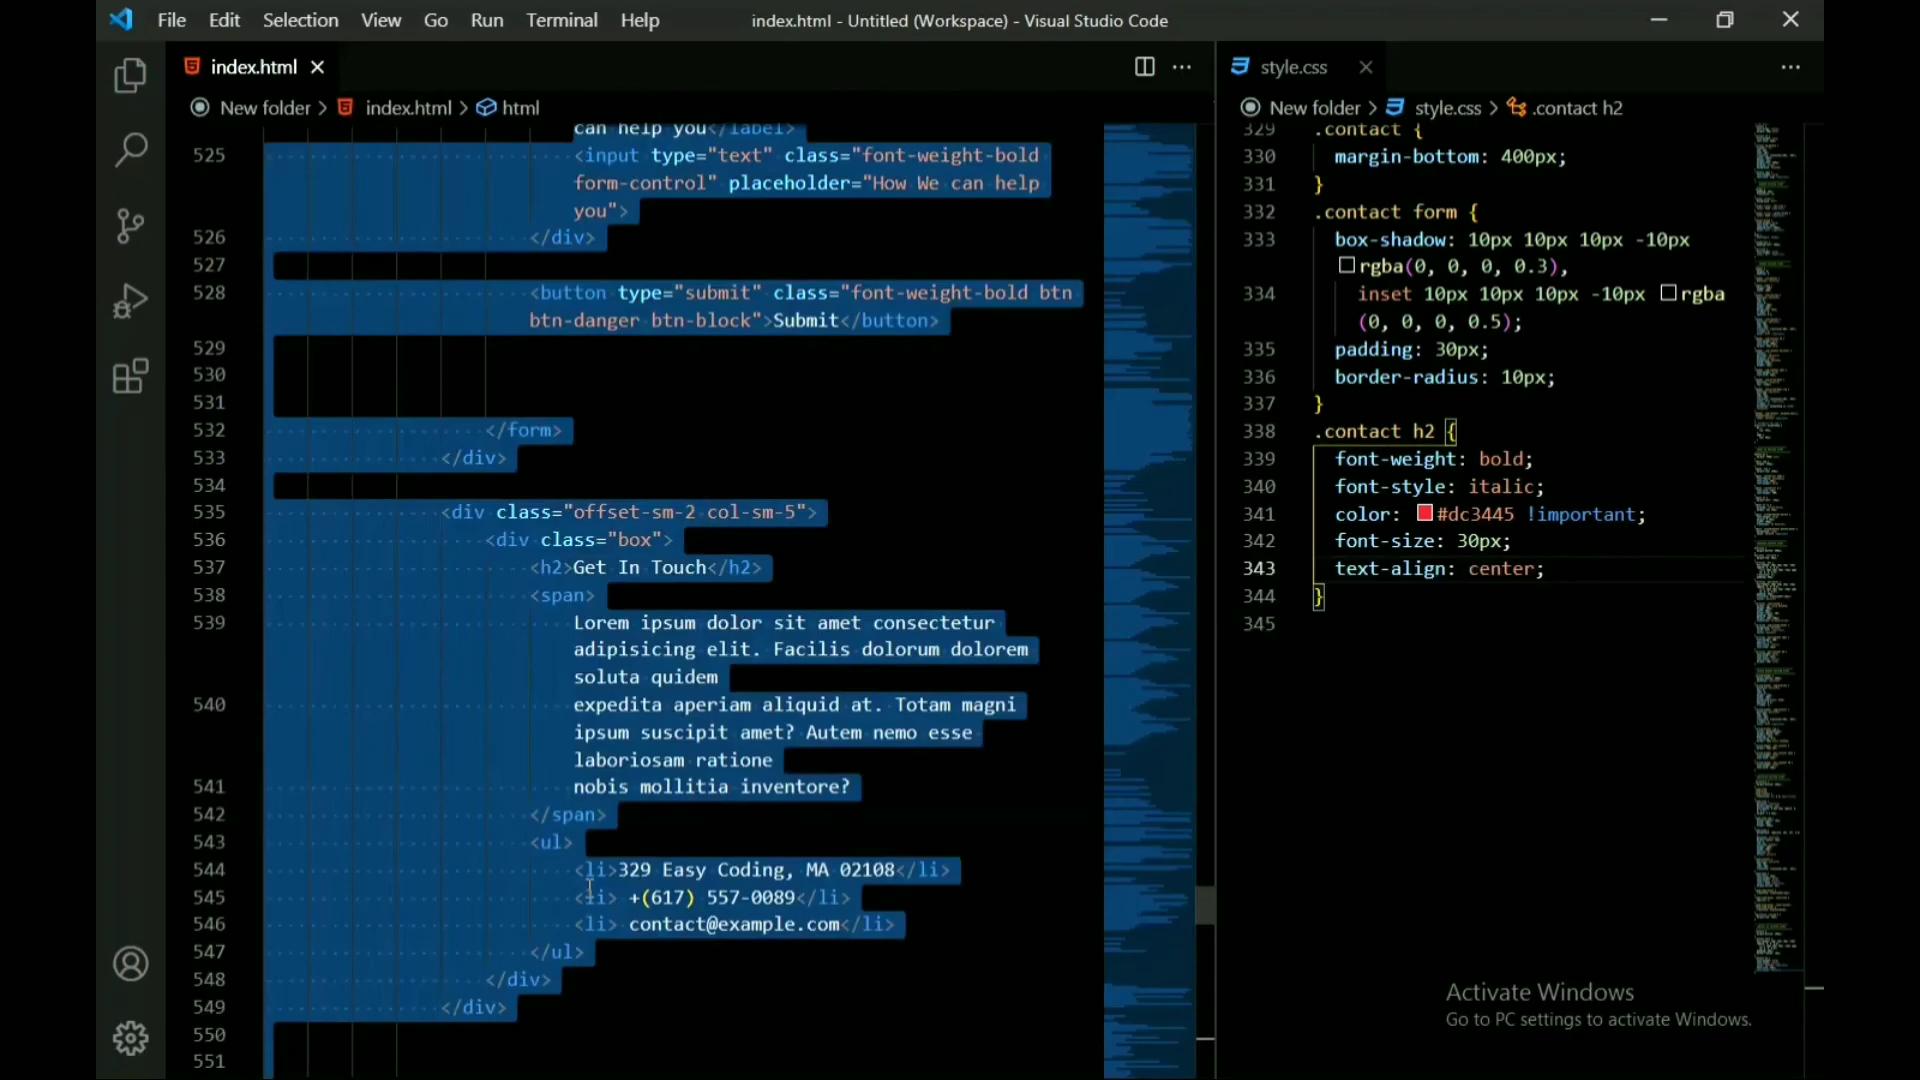 File Edit Selection View Go Run Terminal Help
index.html - Untitled (Workspace) - Visual Studio Code
index.html
New folder > index.html > html
can help you</label>
525 <input type="text" class="font-weight-bold
form-control" placeholder="How We can help
you">
526 </div>
527
528 <button type="submit" class="font-weight-bold btn
btn-danger btn-block">Submit</button>
529
530
531
532 </form>
533 </div>
534
535 <div class="offset-sm-2 col-sm-5">
536 <div class="box">
537 <h2>Get In Touch</h2>
538 <span>
539 Lorem ipsum dolor sit amet consectetur
adipisicing elit. Facilis dolorum dolorem
soluta quidem
540 expedita aperiam aliquid at. Totam magni
ipsum suscipit amet? Autem nemo esse
laboriosam ratione
541 nobis mollitia inventore?
542 </span>
543 <ul>
544 <li>329 Easy Coding, MA 02108</li>
545 <li> +(617) 557-0089</li>
546 <li> contact@example.com</li>
547 </ul>
548 </div>
549 </div>
550
551
style.css
New folder > style.css > .contact h2
329 .contact {
330 margin-bottom: 400px;
331 }
332 .contact form {
333 box-shadow: 10px 10px 10px -10px
rgba(0, 0, 0, 0.3),
334 inset 10px 10px 10px -10px rgba
(0, 0, 0, 0.5);
335 padding: 30px;
336 border-radius: 10px;
337 }
338 .contact h2 {
339 font-weight: bold;
340 font-style: italic;
341 color: #dc3445 !important;
342 font-size: 30px;
343 text-align: center;
344 }
345
Activate Windows
Go to PC settings to activate Windows.